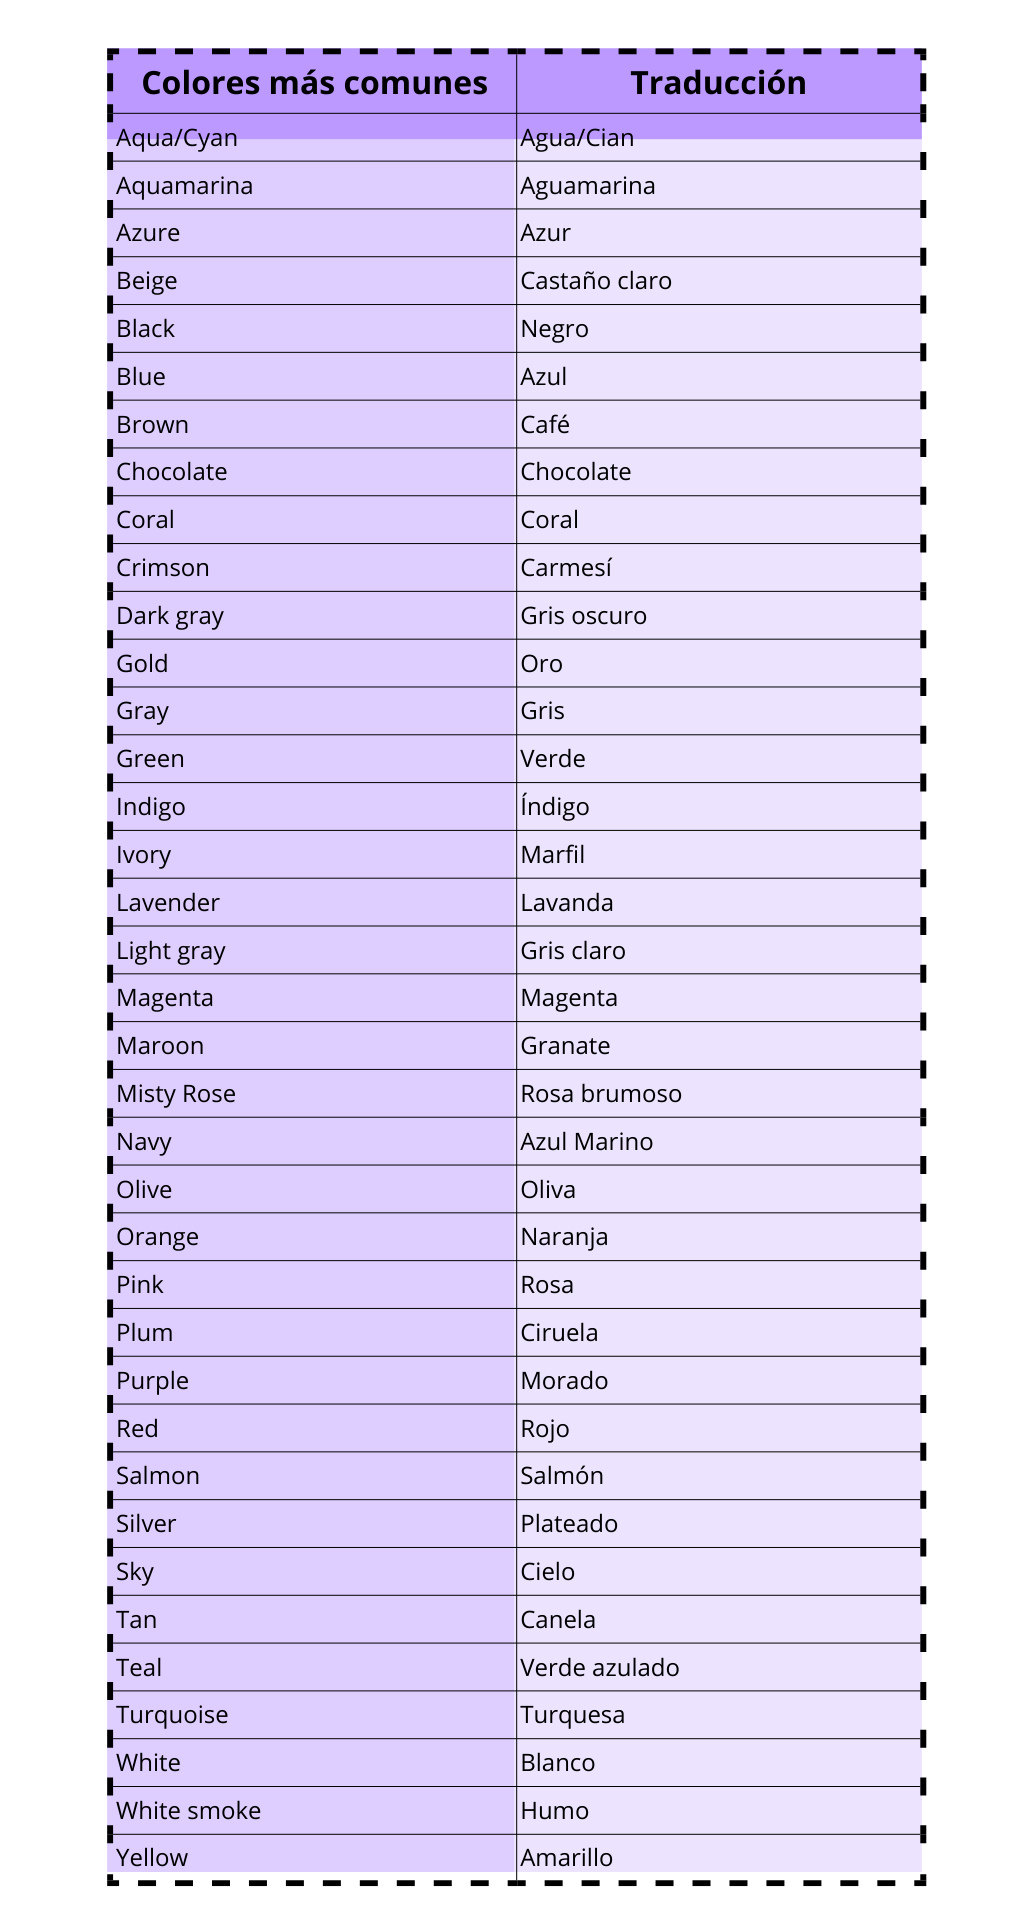 Colores más comunes Traducción
Aqua/Cyan Agua/Cian
Aquamarina Aguamarina
Azure Azur
Beige Castaño claro
Black Negro
Blue Azul
Brown Café
Chocolate Chocolate
Coral Coral
Crimson Carmesí
Dark gray Gris oscuro
Gold Oro
Gray Gris
Green Verde
Indigo Índigo
Ivory Marfil
Lavender Lavanda
Light gray Gris claro
Magenta Magenta
Maroon Granate
Misty Rose Rosa brumoso
Navy Azul Marino
Olive Oliva
Orange Naranja
Pink Rosa
Plum Ciruela
Purple Morado
Red Rojo
Salmon Salmón
Silver Plateado
Sky Cielo
Tan Canela
Teal Verde azulado
Turquoise Turquesa
White Blanco
White smoke Humo
Yellow Amarillo